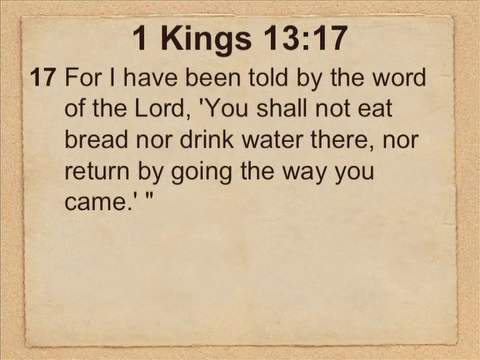 1 Kings 13:17
17 For I have been told by the word
of the Lord, 'You shall not eat
bread nor drink water there, nor
return by going the way you
came.' "